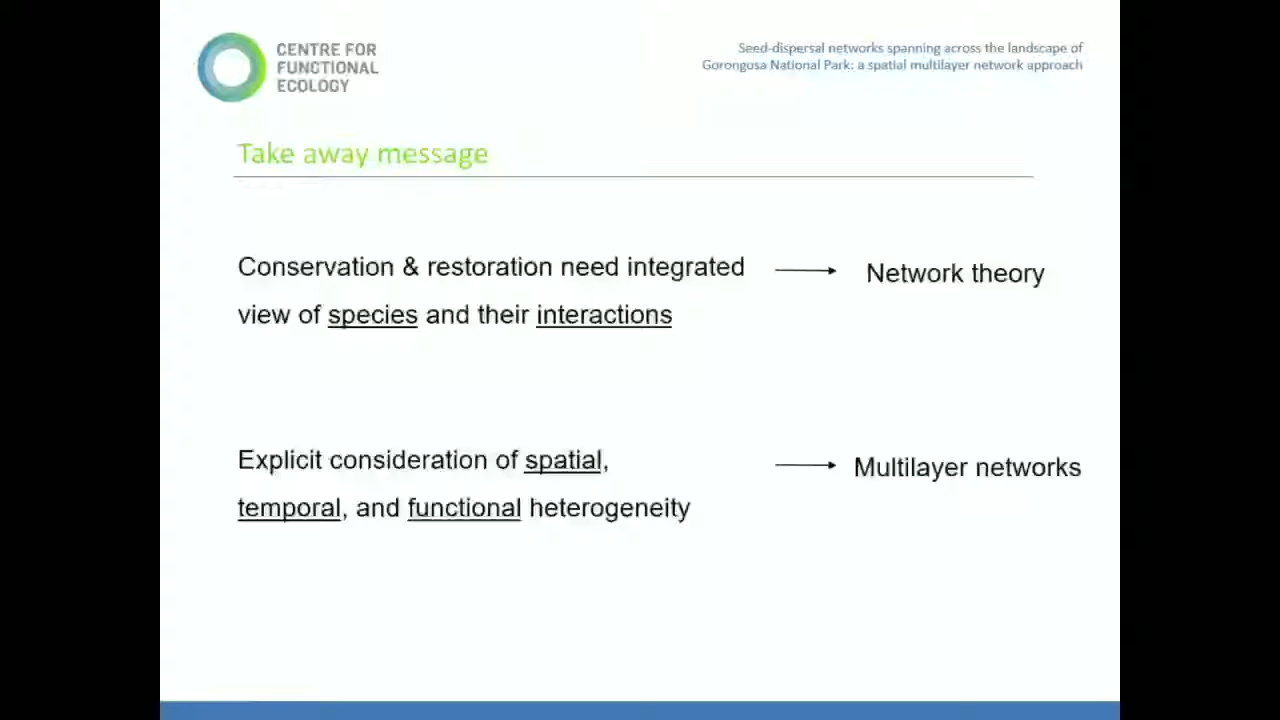 CENTRE FOR
FUNCTIONAL
ECOLOGY
Seed-dispersal networks spanning across the landscape of
Gorongosa National Park: a spatial multilayer network approach
Take away message
Conservation & restoration need integrated
view of species and their interactions
Network theory
Explicit consideration of spatial,
temporal, and functional heterogeneity
Multilayer networks